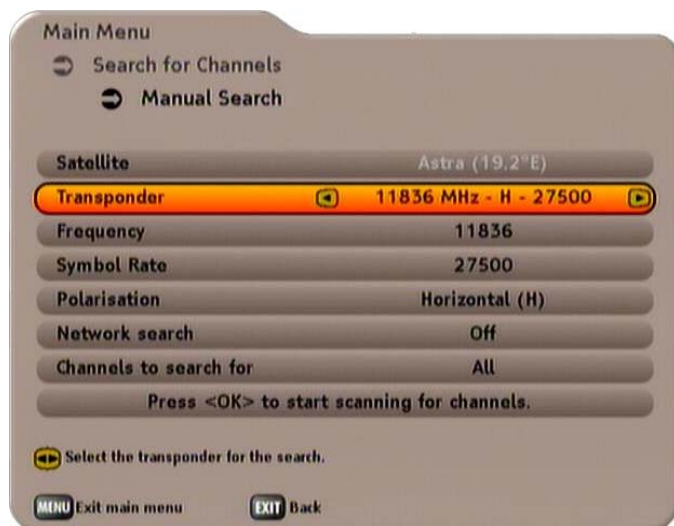 Main Menu
Search for Channels
Manual Search
Satellite Astra (19.2°E)
Transponder 11836 MHz - H - 27500
Frequency 11836
Symbol Rate 27500
Polarisation Horizontal (H)
Network search Off
Channels to search for All
Press <OK> to start scanning for channels.
Select the transponder for the search.
MENU Exit main menu EXIT Back